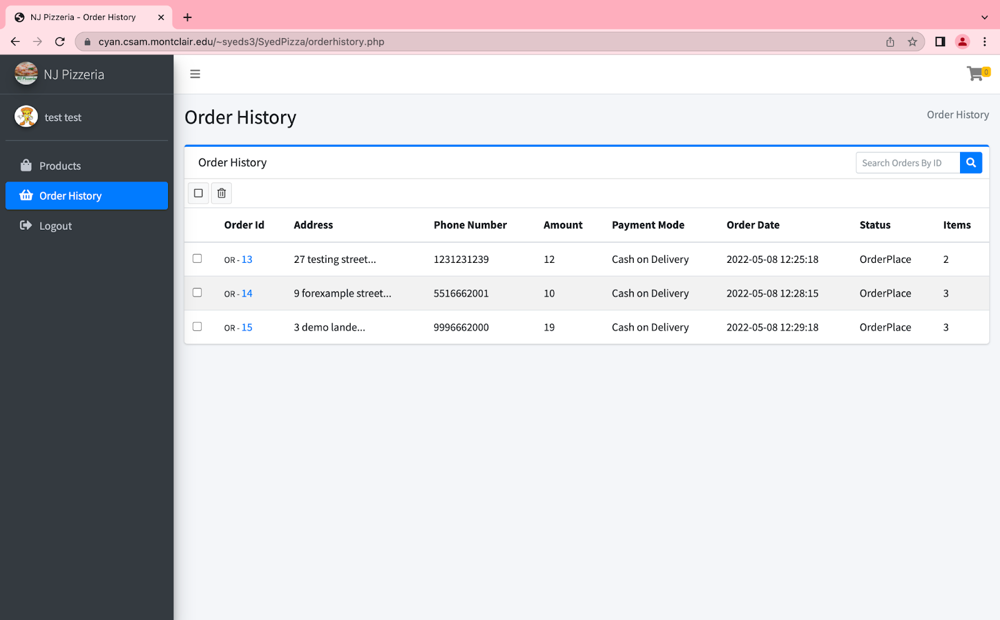 NJ Pizzeria - Order History
cyan.csam.montclair.edu/~syeds3/SyedPizza/orderhistory.php
NJ Pizzeria
0
test test
Order History
Order History
Products
Order History
Search Orders By ID
Order History
Logout
Order Id Address Phone Number Amount Payment Mode Order Date Status Items
OR - 13 27 testing street... 1231231239 12 Cash on Delivery 2022-05-08 12:25:18 OrderPlace 2
OR - 14 9 forexample street... 5516662001 10 Cash on Delivery 2022-05-08 12:28:15 OrderPlace 3
OR - 15 3 demo lande... 9996662000 19 Cash on Delivery 2022-05-08 12:29:18 OrderPlace 3